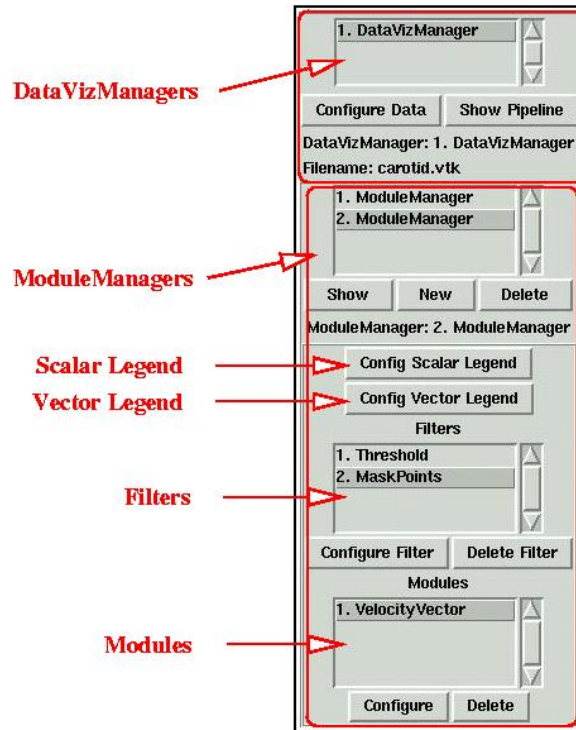 1. DataVizManager
DataVizManagers
Configure Data Show Pipeline
DataVizManager: 1. DataVizManager
Filename: carotid.vtk
1. ModuleManager
2. ModuleManager
ModuleManagers
Show New Delete
ModuleManager: 2. ModuleManager
Scalar Legend Config Scalar Legend
Vector Legend Config Vector Legend
Filters
1. Threshold
2. MaskPoints
Filters
Configure Filter Delete Filter
Modules
1. VelocityVector
Modules
Configure Delete